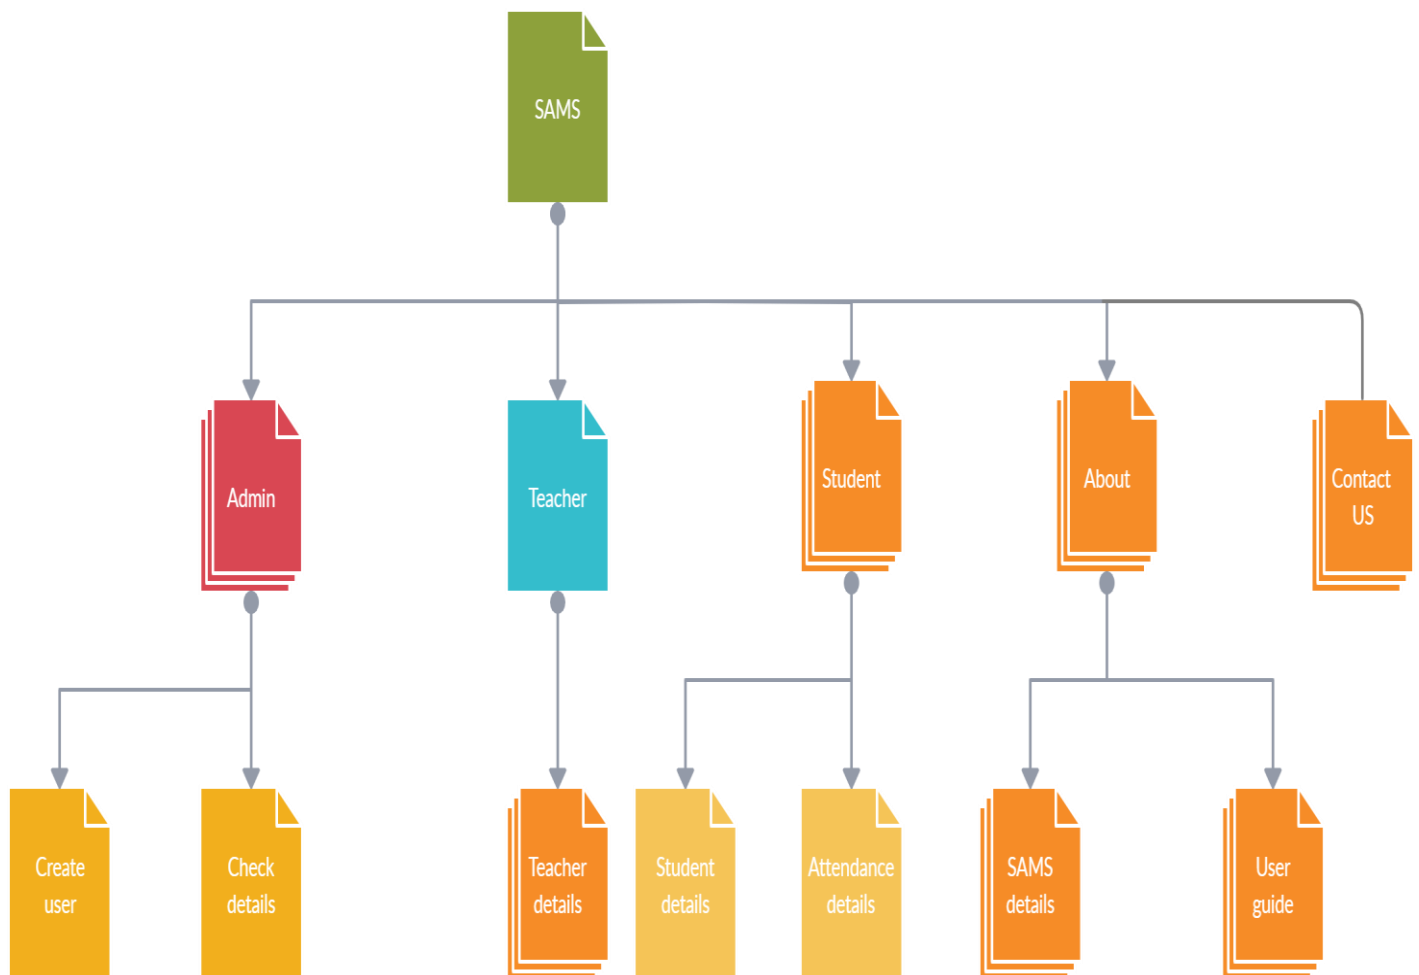 SAMS
Admin
Teacher
Student
About
Contact
US
Create
user
Check
details
Teacher
details
Student
details
Attendance
details
SAMS
details
User
guide